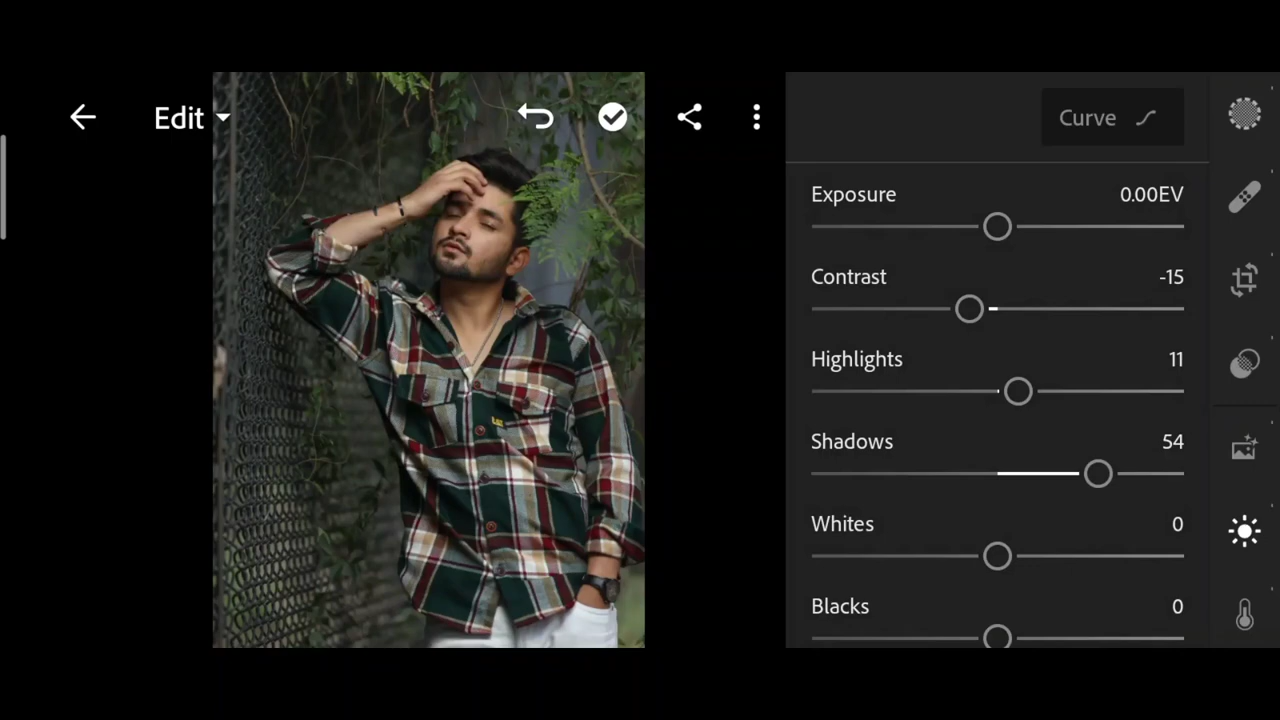 Edit
Curve
Exposure 0.00EV
Contrast -15
Highlights 11
Shadows 54
Whites 0
Blacks 0